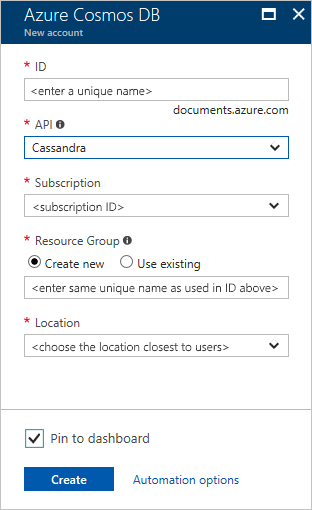 Azure Cosmos DB
New account
* ID
<enter a unique name>
documents.azure.com
* API
Cassandra
* Subscription
<subscription ID>
* Resource Group
Create new Use existing
<enter same unique name as used in ID above>
* Location
<choose the location closest to users>
Pin to dashboard
Create Automation options